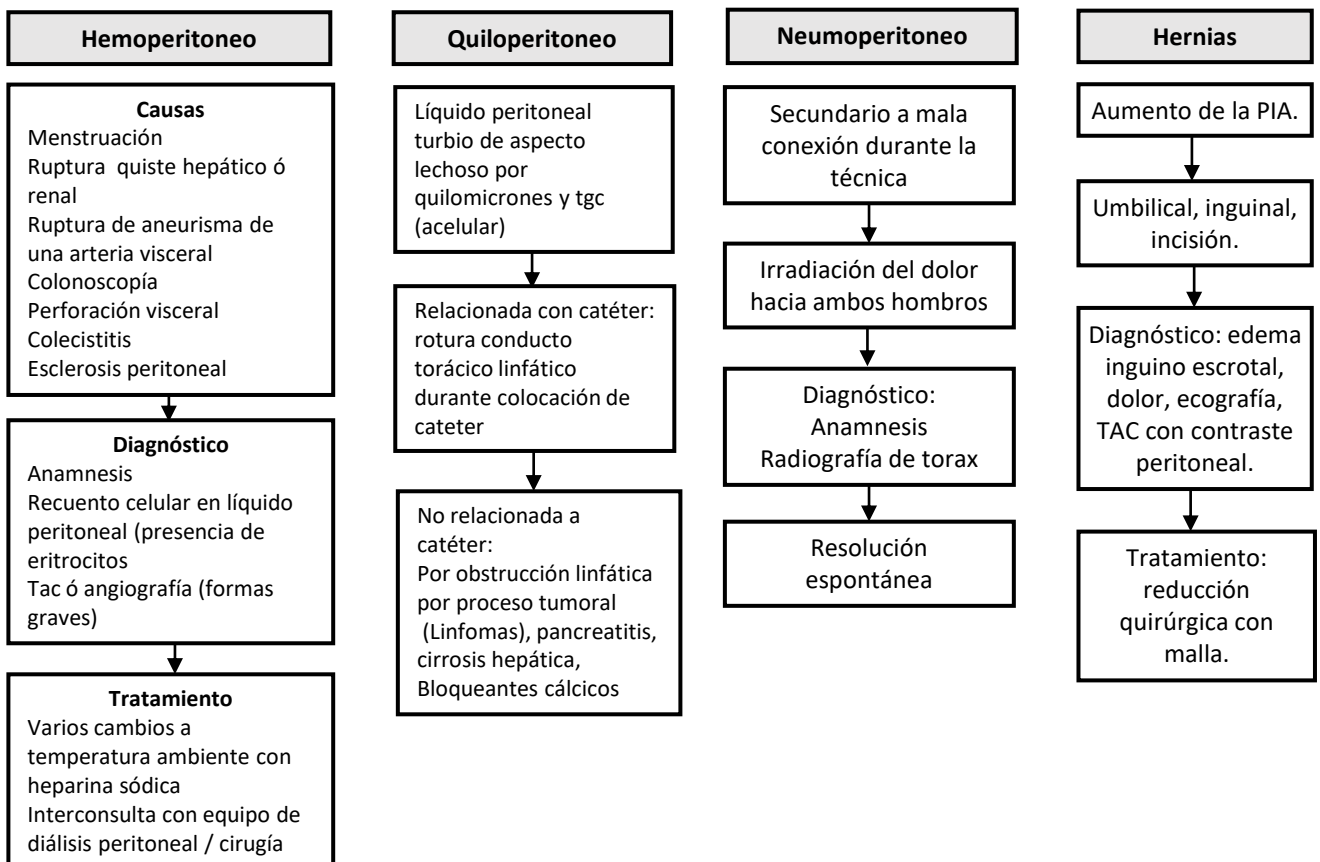 Hemoperitoneo
Causas
Menstruación
Ruptura quiste hepático ó
renal
Ruptura de aneurisma de
una arteria visceral
Colonoscopía
Perforación visceral
Colecistitis
Esclerosis peritoneal
Diagnóstico
Anamnesis
Recuento celular en líquido
peritoneal (presencia de
eritrocitos
Tac ó angiografía (formas
graves)
Tratamiento
Varios cambios a
temperatura ambiente con
heparina sódica
Interconsulta con equipo de
diálisis peritoneal / cirugía
Quiloperitoneo
Líquido peritoneal
turbio de aspecto
lechoso por
quilomicrones y tgc
(acelular)
Relacionada con catéter:
rotura conducto
torácico linfático
durante colocación de
cateter
No relacionada a
catéter:
Por obstrucción linfática
por proceso tumoral
(Linfomas), pancreatitis,
cirrosis hepática,
Bloqueantes cálcicos
Neumoperitoneo
Secundario a mala
conexión durante la
técnica
Irradiación del dolor
hacia ambos hombros
Diagnóstico:
Anamnesis
Radiografía de torax
Resolución
espontánea
Hernias
Aumento de la PIA.
Umbilical, inguinal,
incisión.
Diagnóstico: edema
inguino escrotal,
dolor, ecografía,
TAC con contraste
peritoneal.
Tratamiento:
reducción
quirúrgica con
malla.